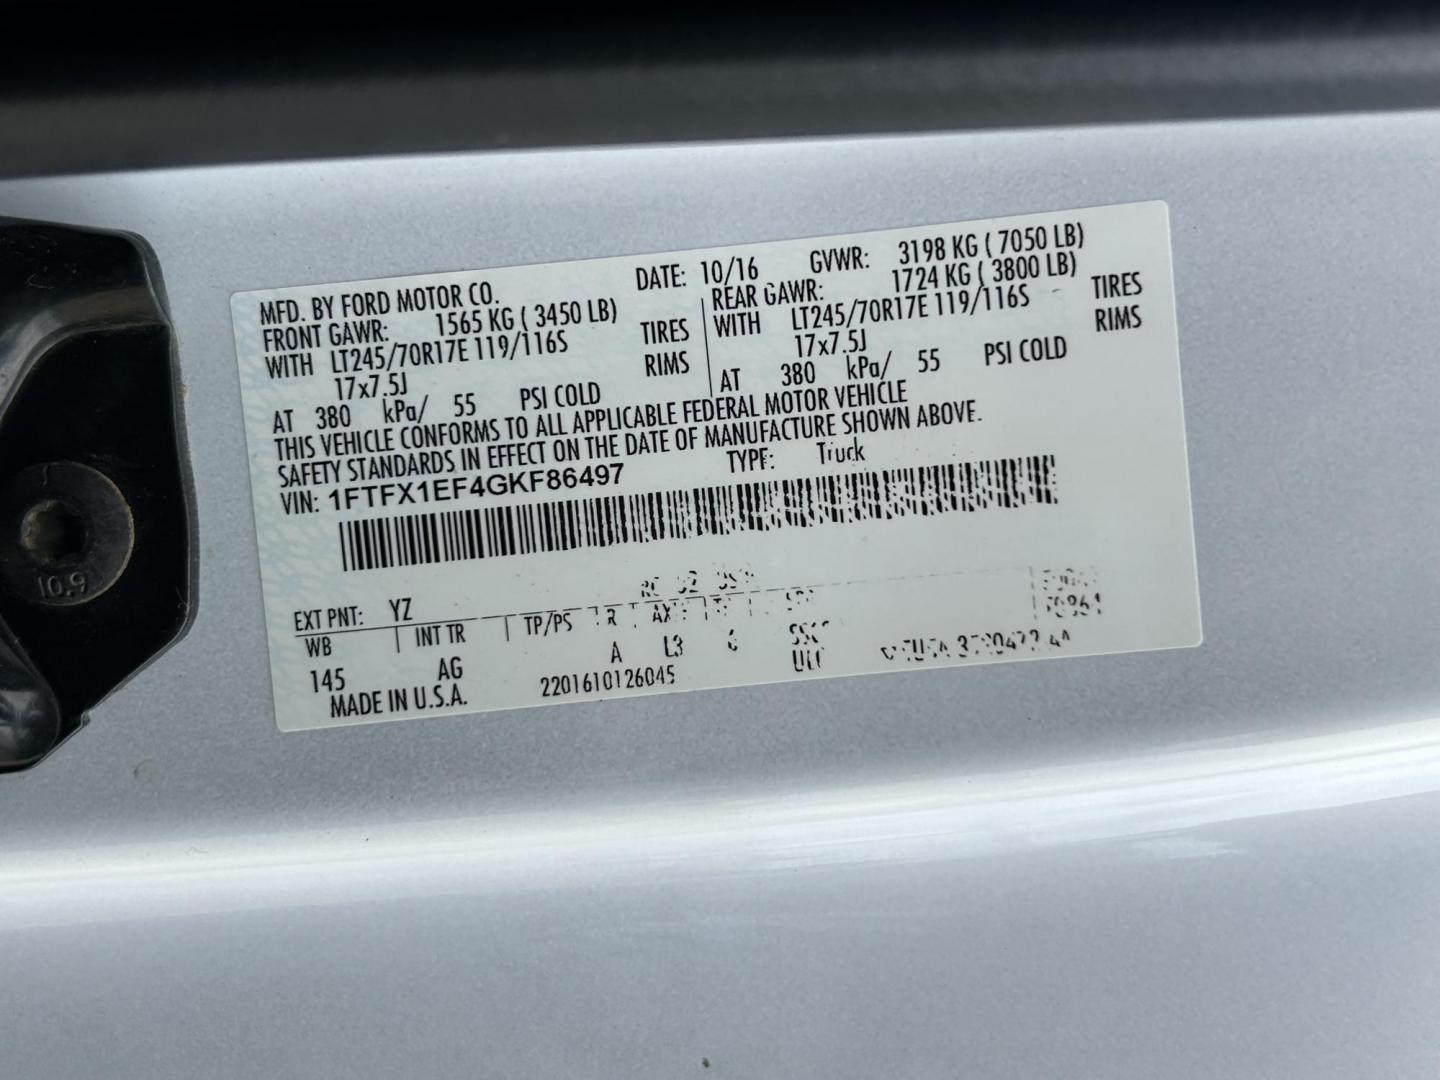 MFD. BY FORD MOTOR CO. DATE: 10/16 GVWR: 3198 KG ( 7050 LB)
FRONT GAWR: 1565 KG ( 3450 LB) REAR GAWR: 1724 KG ( 3800 LB)
WITH LT245/70R17E 119/116S TIRES WITH LT245/70R17E 119/116S TIRES
17x7.5J RIMS 17x7.5J RIMS
AT 380 kPa/ 55 PSI COLD AT 380 kPa/ 55 PSI COLD
THIS VEHICLE CONFORMS TO ALL APPLICABLE FEDERAL MOTOR VEHICLE
SAFETY STANDARDS IN EFFECT ON THE DATE OF MANUFACTURE SHOWN ABOVE.
VIN: 1FTFX1EF4GKF86497 TYPE: Truck
EXT PNT: YZ
WB INT TR TP/PS R
145 AG A L3
MADE IN U.S.A. 2201610126045
10.9